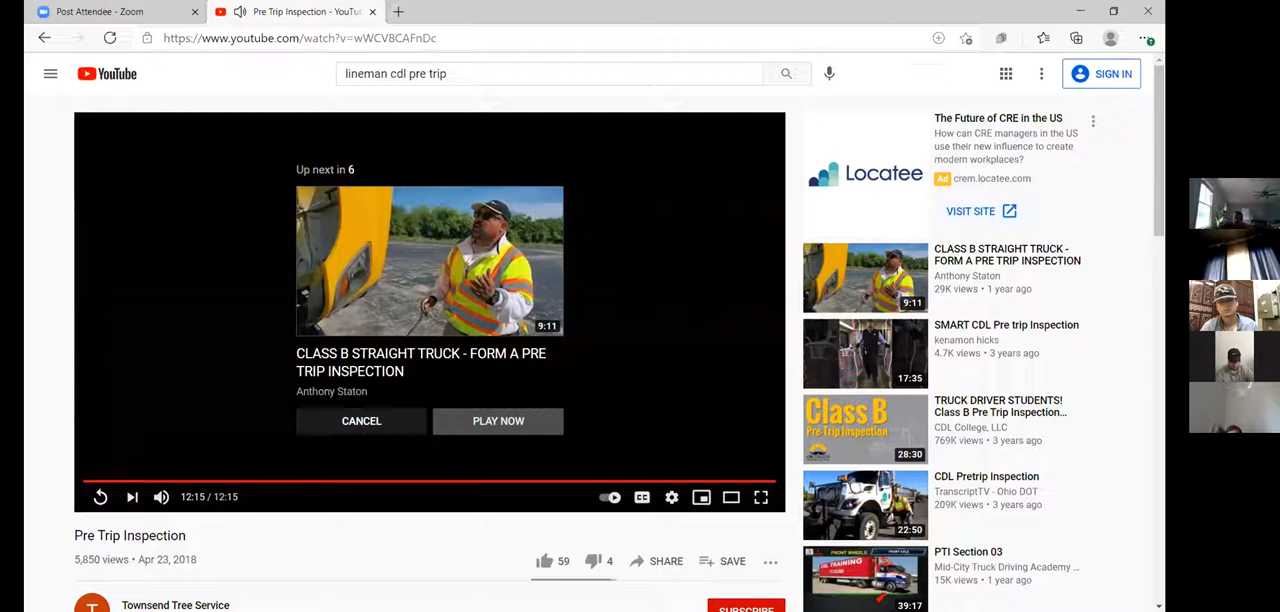 Post Attendee - Zoom
Pre Trip Inspection - YouTu
https://www.youtube.com/watch?v=wWCV8CAFnDc
YouTube
lineman cdl pre trip
SIGN IN
Up next in 6
9:11
CLASS B STRAIGHT TRUCK - FORM A PRE
TRIP INSPECTION
Anthony Staton
CANCEL
PLAY NOW
12:15 / 12:15
CC
Pre Trip Inspection
5,850 views • Apr 23, 2018
59
4
SHARE
SAVE
T
Townsend Tree Service
SUBSCRIBE
Locatee
The Future of CRE in the US
How can CRE managers in the US
use their new influence to create
modern workplaces?
Ad crem.locatee.com
VISIT SITE
9:11
CLASS B STRAIGHT TRUCK -
FORM A PRE TRIP INSPECTION
Anthony Staton
29K views • 1 year ago
17:35
SMART CDL Pre trip Inspection
kenamon hicks
4.7K views • 3 years ago
Class B
Pre-Trip Inspection
28:30
TRUCK DRIVER STUDENTS!
Class B Pre Trip Inspection...
CDL College, LLC
769K views • 3 years ago
22:50
CDL Pretrip Inspection
TranscriptTV - Ohio DOT
209K views • 3 years ago
FRONT WHEELS
FRONT AXLE
CDL TRAINING
39:17
PTI Section 03
Mid-City Truck Driving Academy ...
15K views • 1 year ago